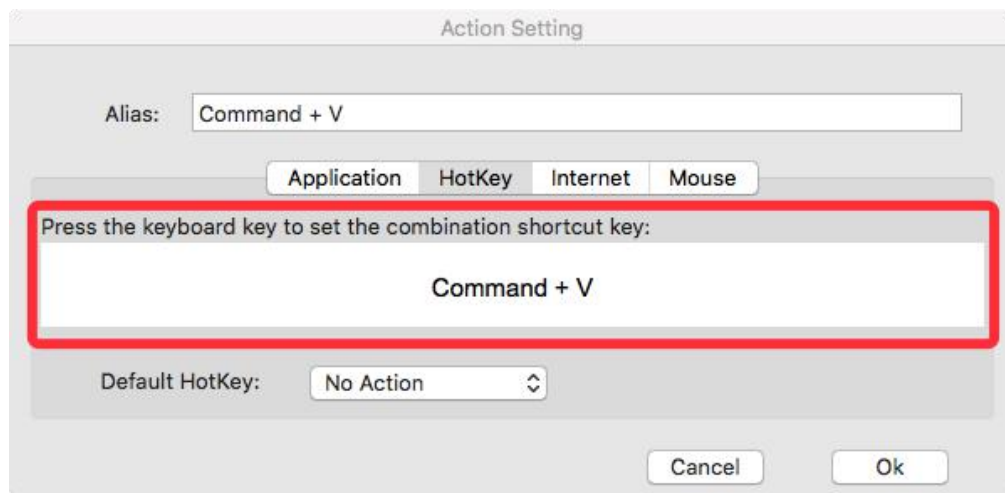 Action Setting
Alias: Command + V
Application HotKey Internet Mouse
Press the keyboard key to set the combination shortcut key:
Command + V
Default HotKey: No Action
Cancel Ok